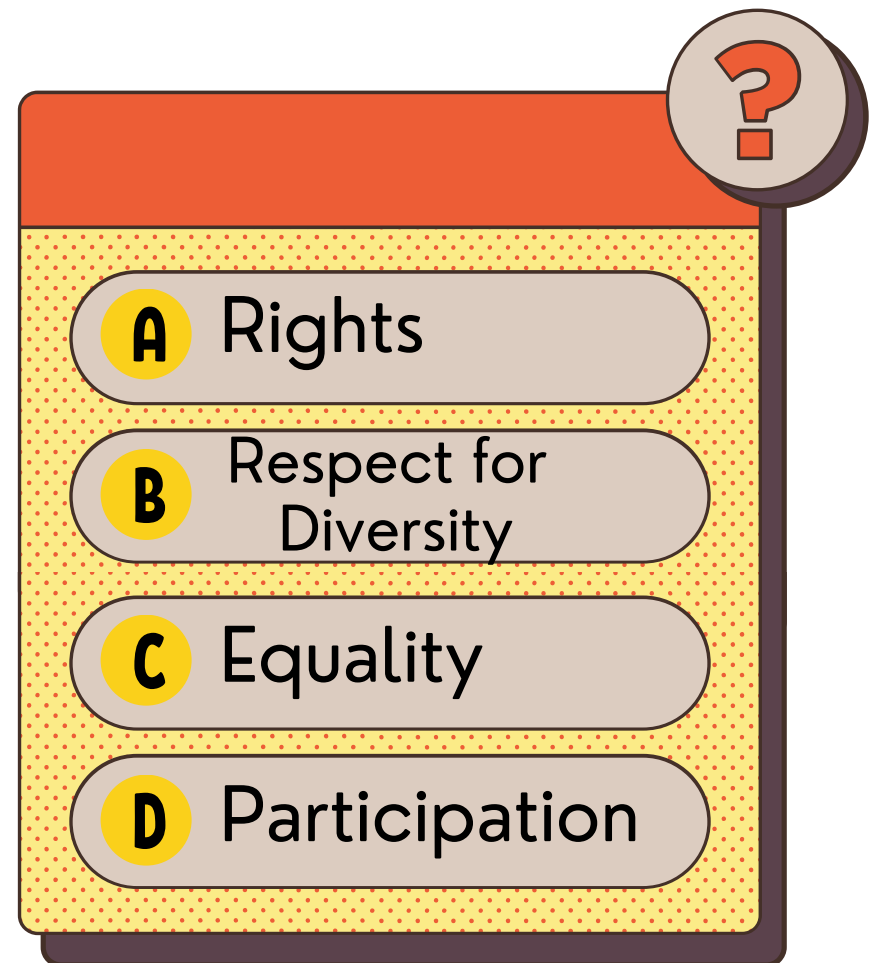 ?
A Rights
B Respect for
Diversity
C Equality
D Participation